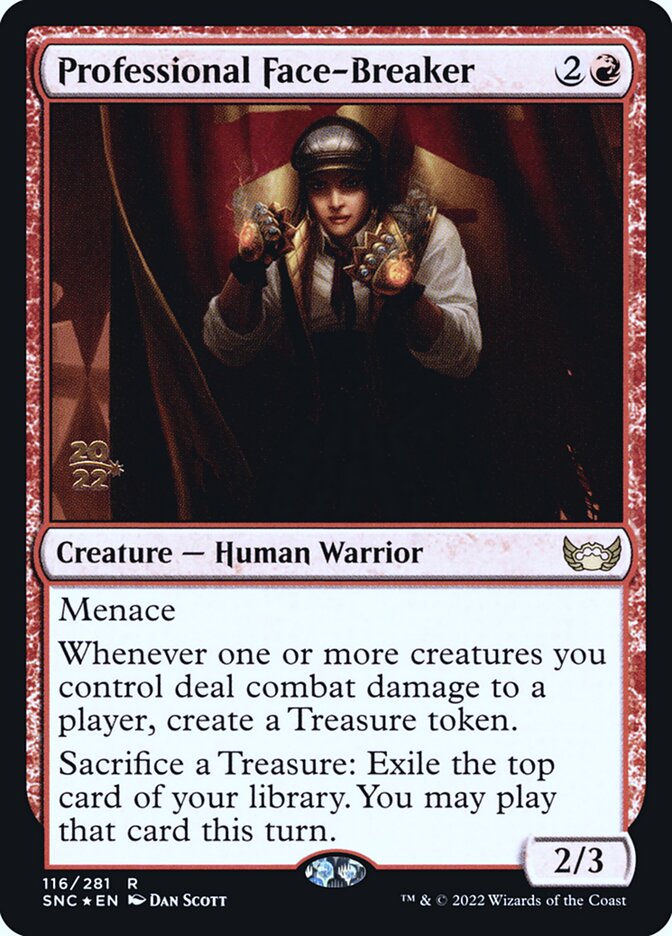 Professional Face-Breaker 2
20
22
Creature — Human Warrior
Menace
Whenever one or more creatures you
control deal combat damage to a
player, create a Treasure token.
Sacrifice a Treasure: Exile the top
card of your library. You may play
that card this turn.
2/3
116/281 R
SNC★EN Dan Scott
™ & © 2022 Wizards of the Coast